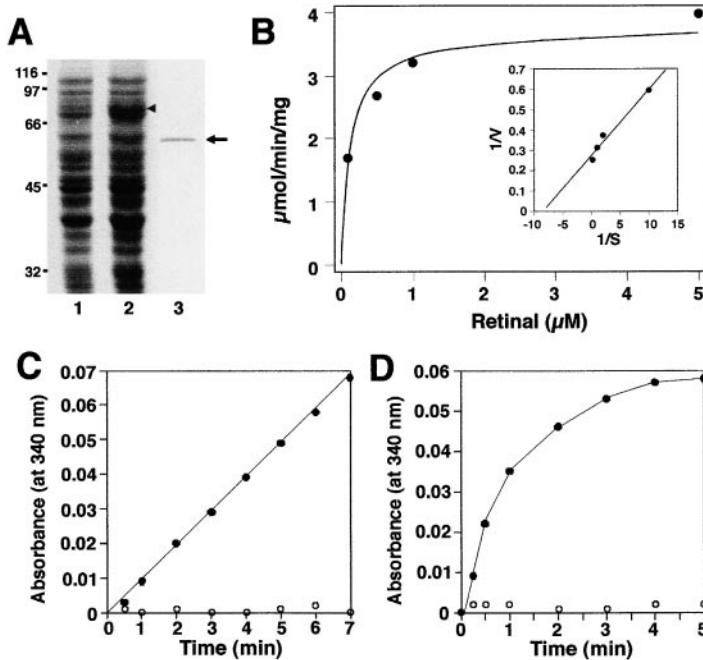 A
116
97
66
45
32
1 2 3
B
µmol/min/mg
4
3
2
1
0
0 1 2 3 4 5
Retinal (µM)
1/V
0.7
0.6
0.5
0.4
0.3
0.2
0.1
0
-10 -5 0 5 10 15
1/S
C
Absorbance (at 340 nm)
0.07
0.06
0.05
0.04
0.03
0.02
0.01
0
0 1 2 3 4 5 6 7
Time (min)
D
Absorbance (at 340 nm)
0.06
0.05
0.04
0.03
0.02
0.01
0
0 1 2 3 4 5
Time (min)